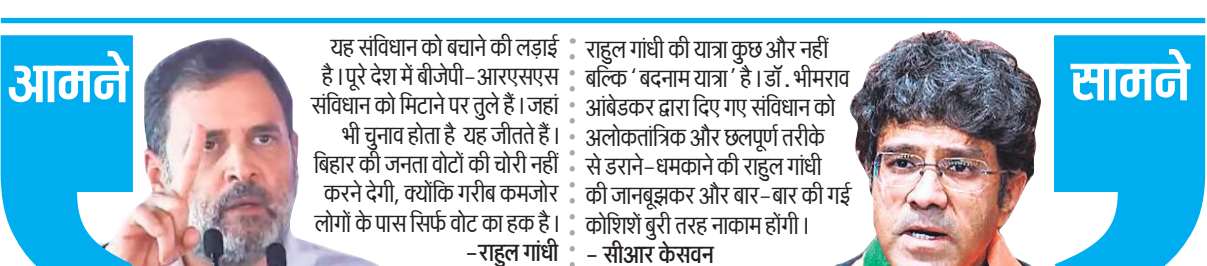 आमने
यह संविधान को बचाने की लड़ाई
है। पूरे देश में बीजेपी-आरएसएस
संविधान को मिटाने पर तुले हैं। जहां
भी चुनाव होता है यह जीतते हैं।
बिहार की जनता वोटों की चोरी नहीं
करने देगी, क्योंकि गरीब कमजोर
लोगों के पास सिर्फ वोट का हक है।
-राहुल गांधी
राहुल गांधी की यात्रा कुछ और नहीं
बल्कि ‘बदनाम यात्रा’ है। डॉ. भीमराव
आंबेडकर द्वारा दिए गए संविधान को
अलोकतांत्रिक और छलपूर्ण तरीके
से डराने-धमकाने की राहुल गांधी
की जानबूझकर और बार-बार की गई
कोशिशें बुरी तरह नाकाम होंगी।
- सीआर केसवन
सामने